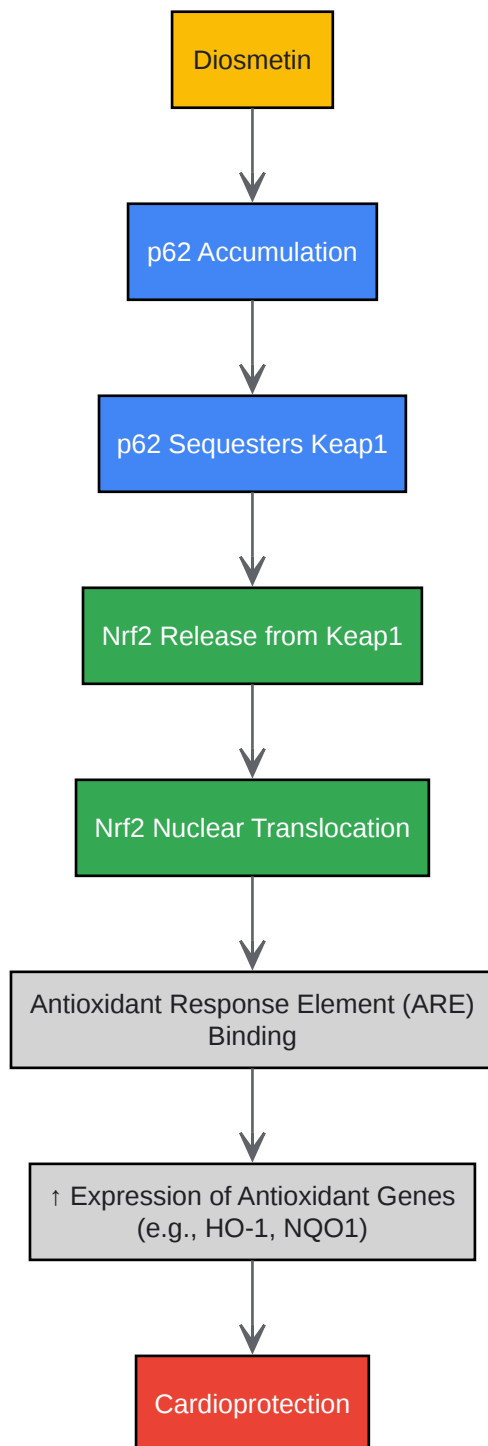 Diosmetin
p62 Accumulation
p62 Sequesters Keap1
Nrf2 Release from Keap1
Nrf2 Nuclear Translocation
Antioxidant Response Element (ARE)
Binding
↑ Expression of Antioxidant Genes
(e.g., HO-1, NQO1)
Cardioprotection